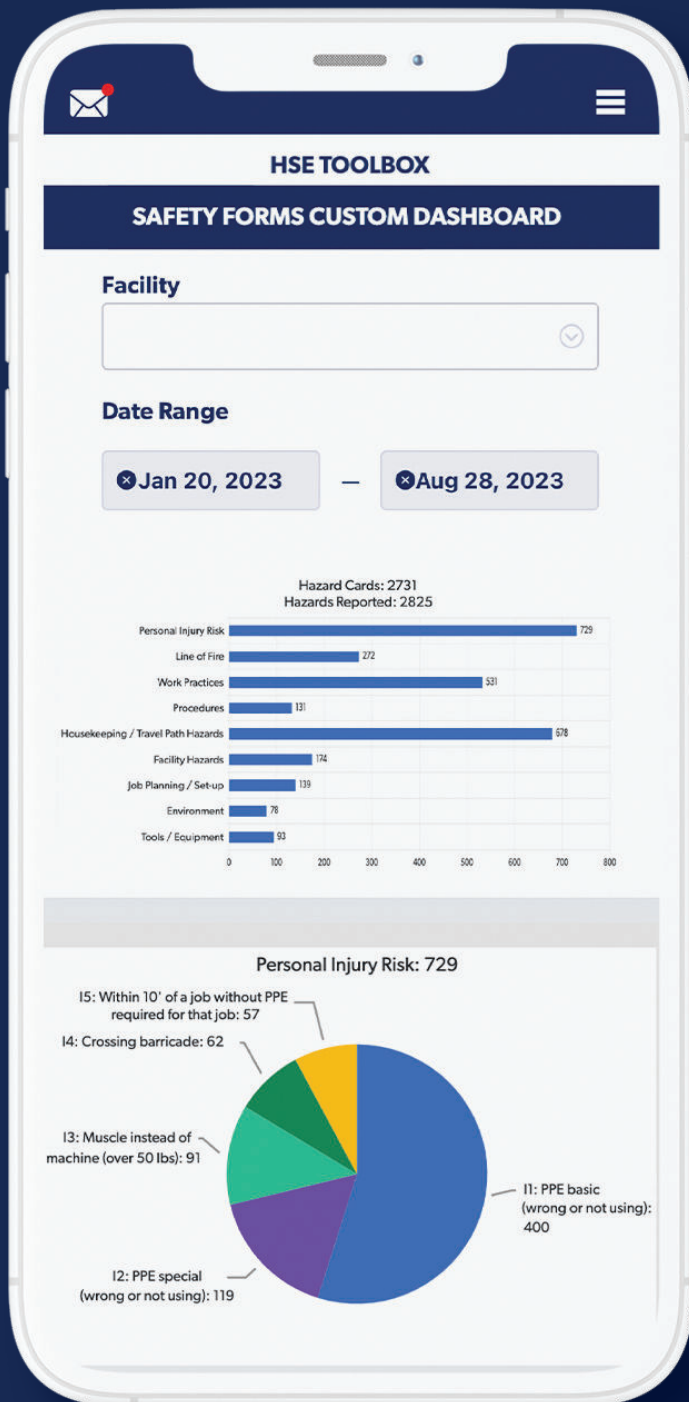 HSE TOOLBOX
SAFETY FORMS CUSTOM DASHBOARD
Facility
Date Range
Jan 20, 2023 – Aug 28, 2023
Hazard Cards: 2731
Hazards Reported: 2825
Personal Injury Risk 729
Line of Fire 272
Work Practices 531
Procedures 131
Housekeeping / Travel Path Hazards 678
Facility Hazards 174
Job Planning / Set-up 139
Environment 78
Tools / Equipment 93
0 100 200 300 400 500 600 700 800
Personal Injury Risk: 729
I5: Within 10' of a job without PPE
required for that job: 57
I4: Crossing barricade: 62
I3: Muscle instead of
machine (over 50 lbs): 91
I1: PPE basic
(wrong or not using):
400
I2: PPE special
(wrong or not using): 119